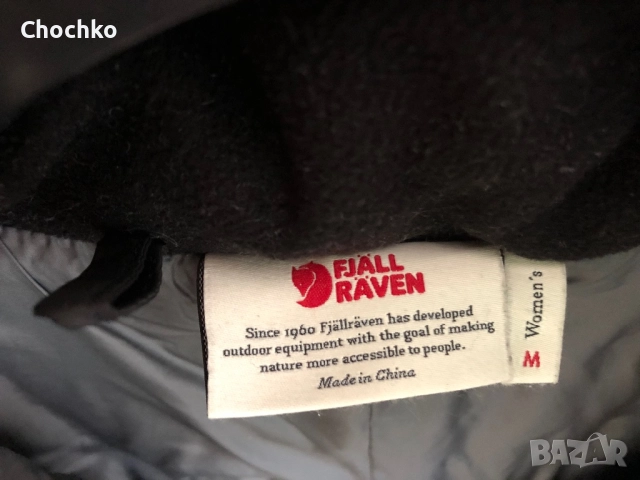 Chochko
FJÄLL
RÄVEN
Since 1960 Fjällräven has developed
outdoor equipment with the goal of making
nature more accessible to people.
Made in China
Women's
M
BAZAR